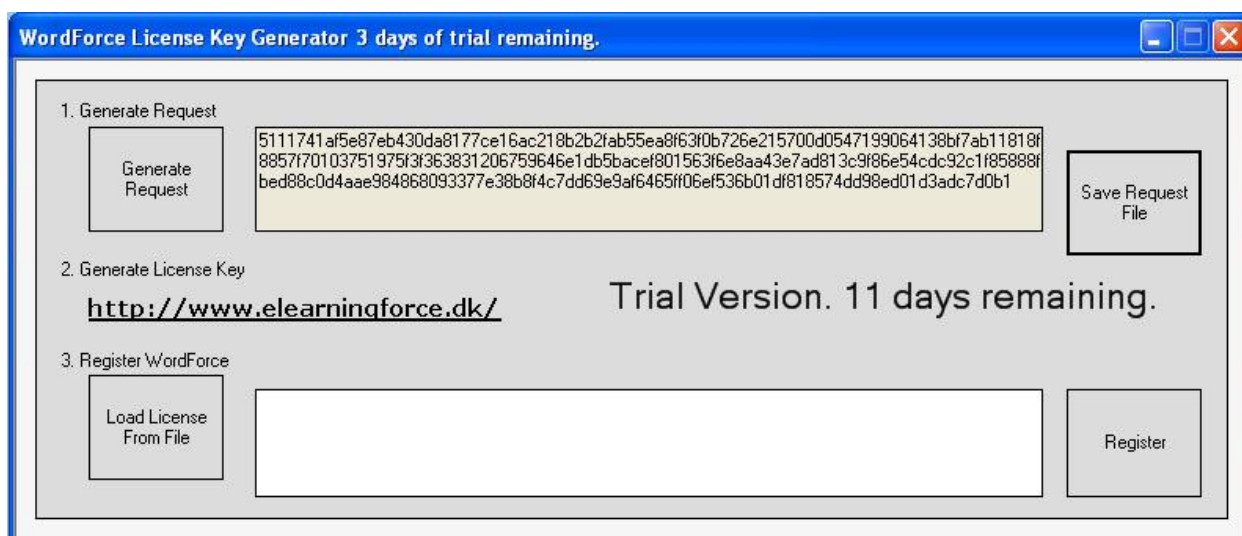 WordForce License Key Generator 3 days of trial remaining.
1. Generate Request
Generate
Request
5111741af5e87eb430da8177ce16ac218b2b2fab55ea8f63f0b726e215700d0547199064138bf7ab11818f
8857f70103751975f3f363831206759646e1db5bacef801563f6e8aa43e7ad813c9f86e54cdc92c1f85888f
bed88c0d4aae984868093377e38b8f4c7dd69e9af6465ff06ef536b01df818574dd98ed01d3adc7d0b1
Save Request
File
2. Generate License Key
http://www.elearningforce.dk/
Trial Version. 11 days remaining.
3. Register WordForce
Load License
From File
Register